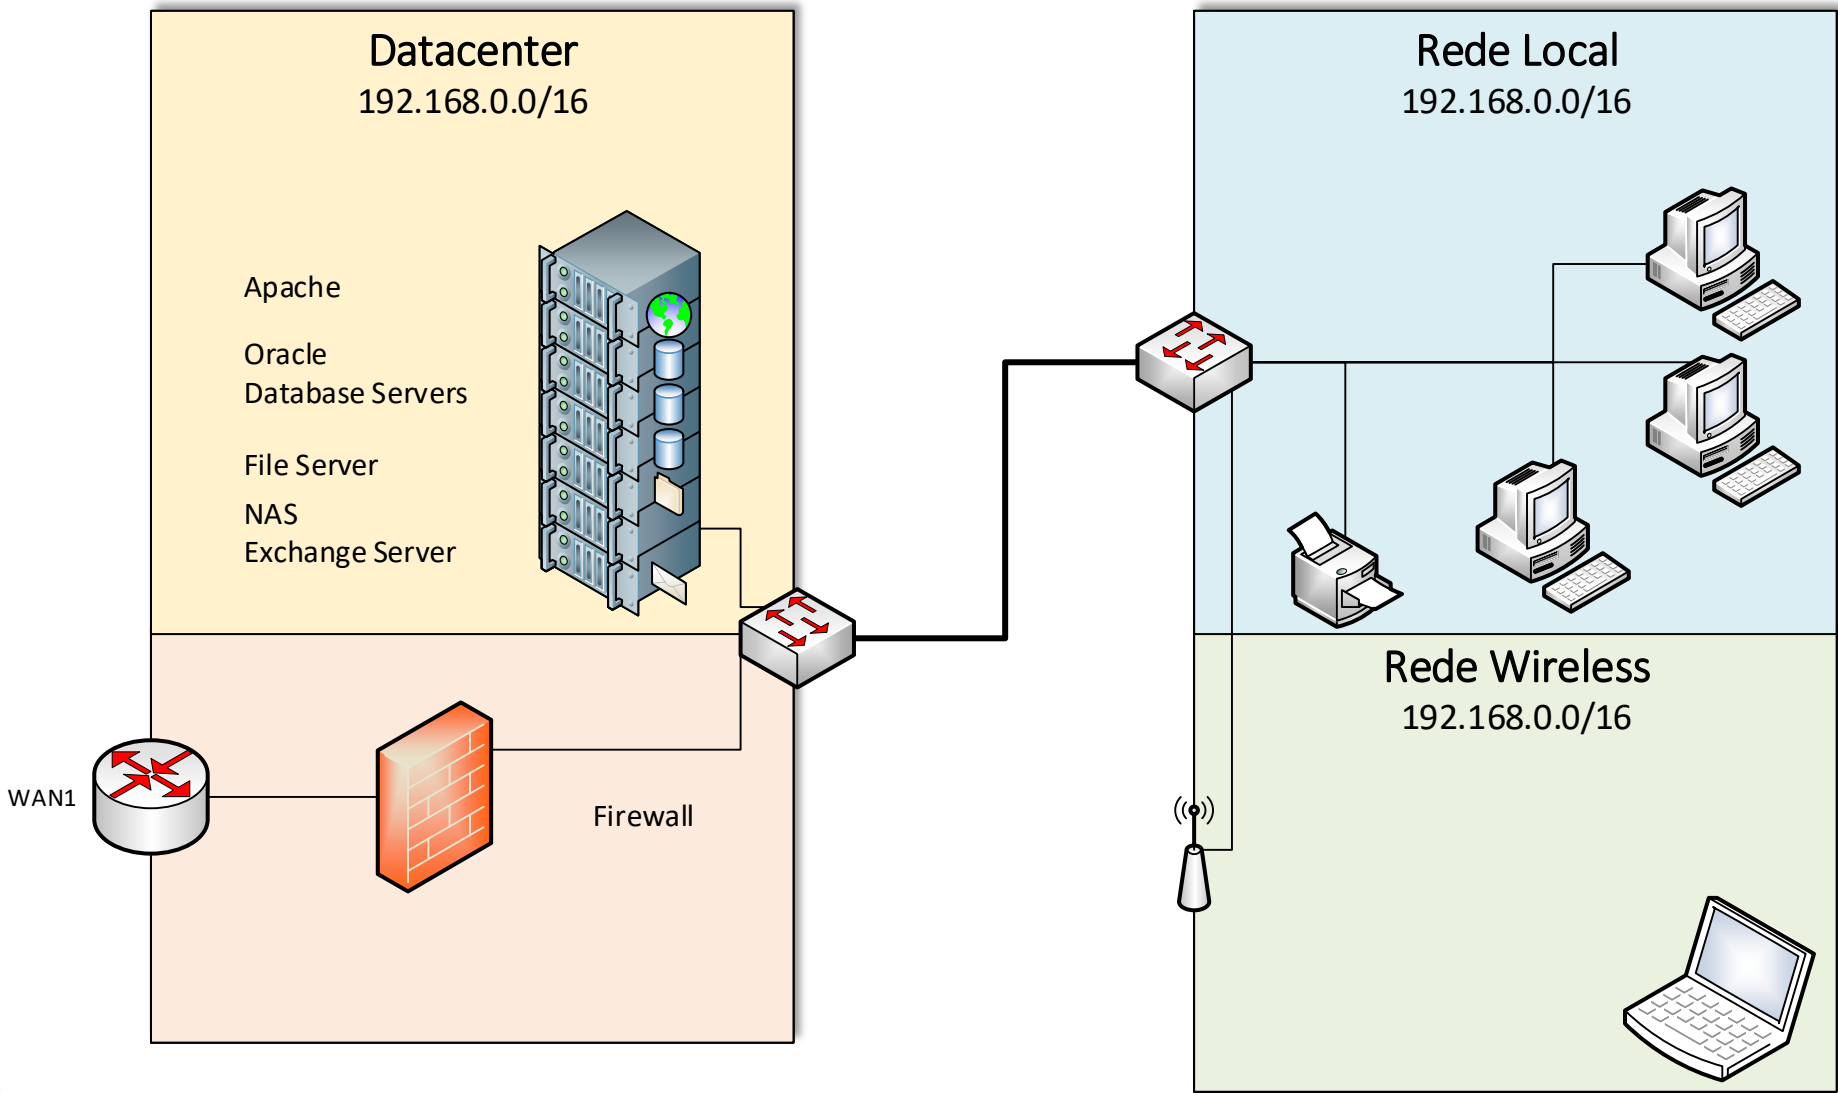 Datacenter
192.168.0.0/16
Apache
Oracle
Database Servers
File Server
NAS
Exchange Server
WAN1
Firewall
Rede Local
192.168.0.0/16
Rede Wireless
192.168.0.0/16